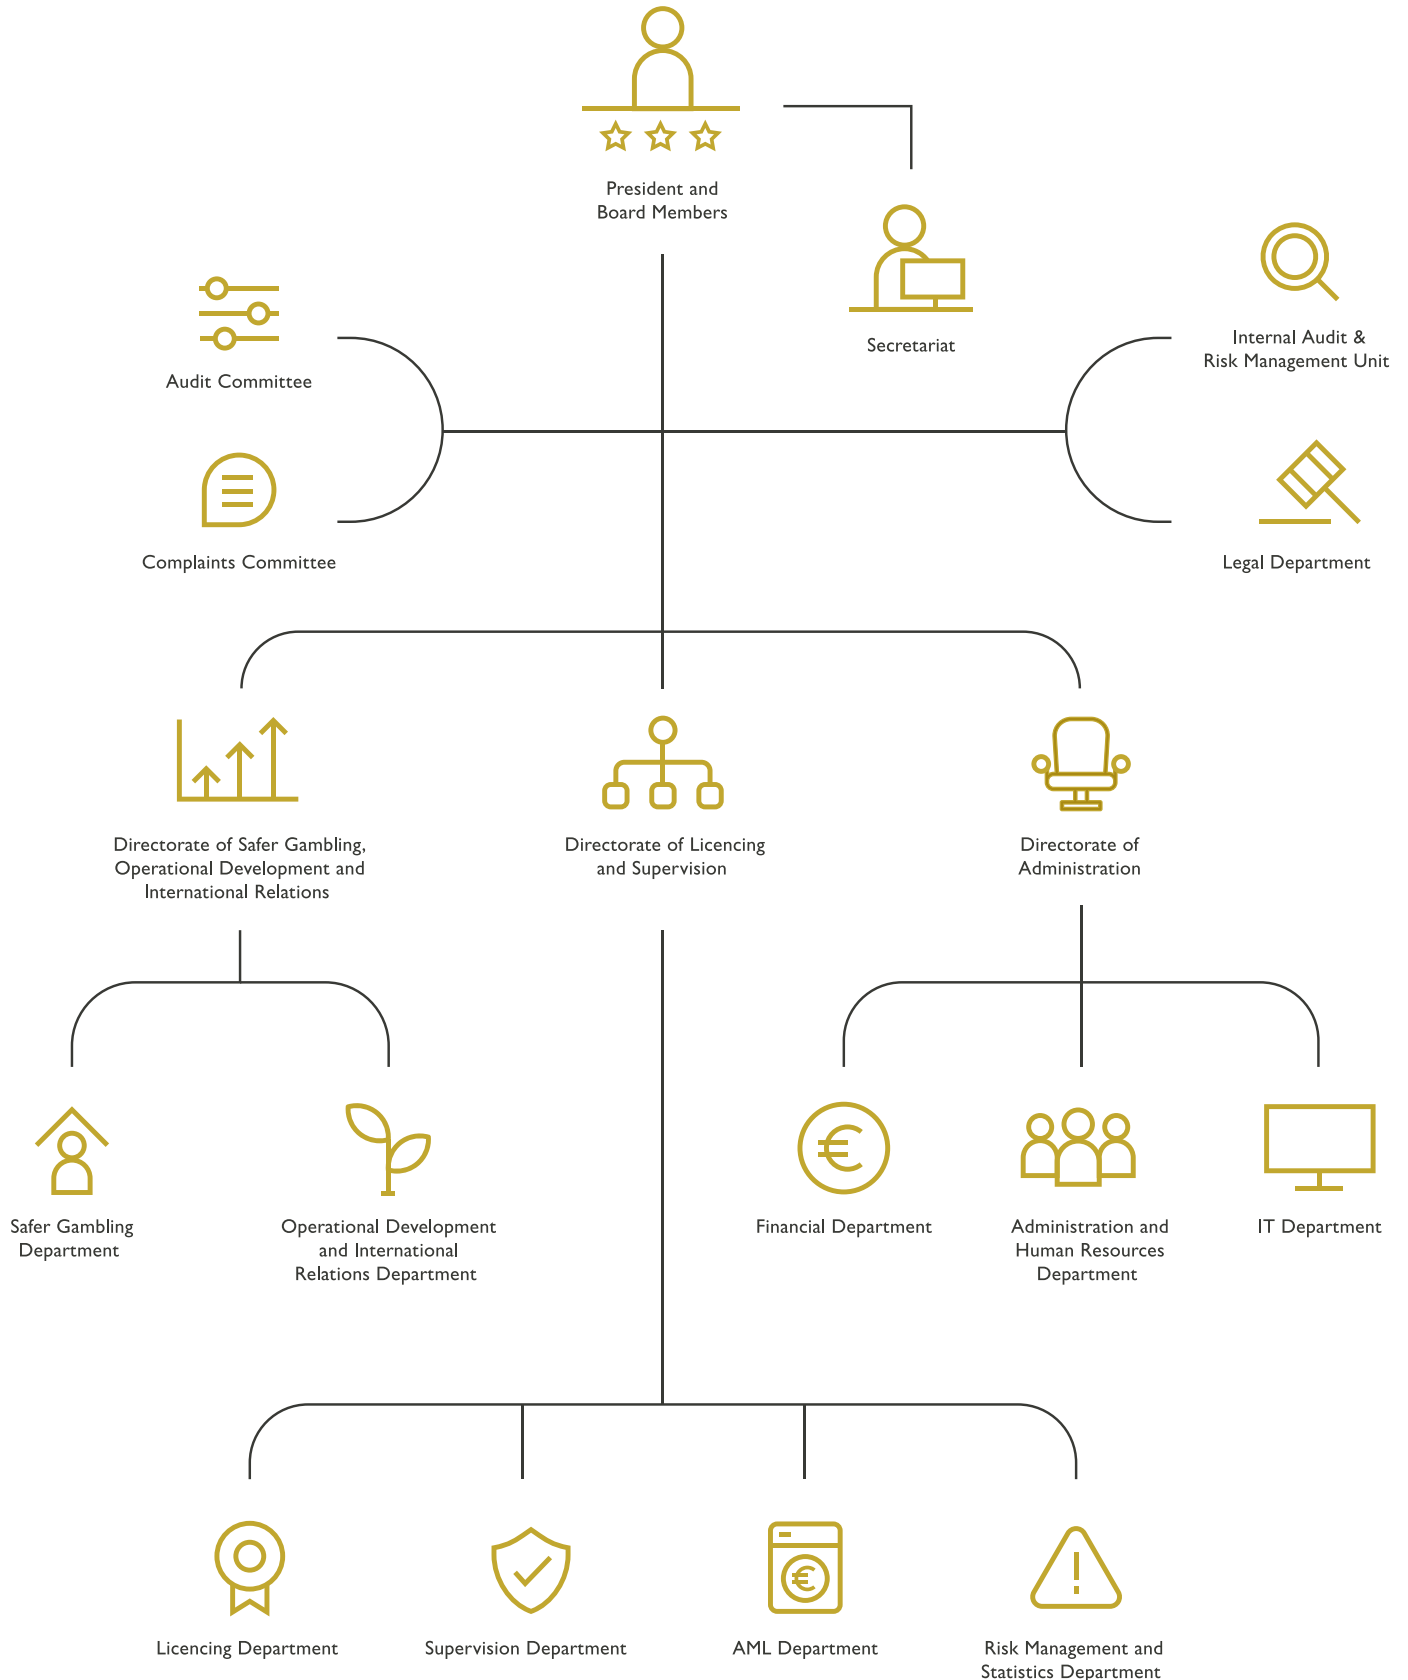 President and
Board Members
Secretariat
Internal Audit &
Risk Management Unit
Audit Committee
Complaints Committee
Legal Department
Directorate of Safer Gambling,
Operational Development and
International Relations
Directorate of Licencing
and Supervision
Directorate of
Administration
Safer Gambling
Department
Operational Development
and International
Relations Department
Financial Department
Administration and
Human Resources
Department
IT Department
Licencing Department
Supervision Department
AML Department
Risk Management and
Statistics Department